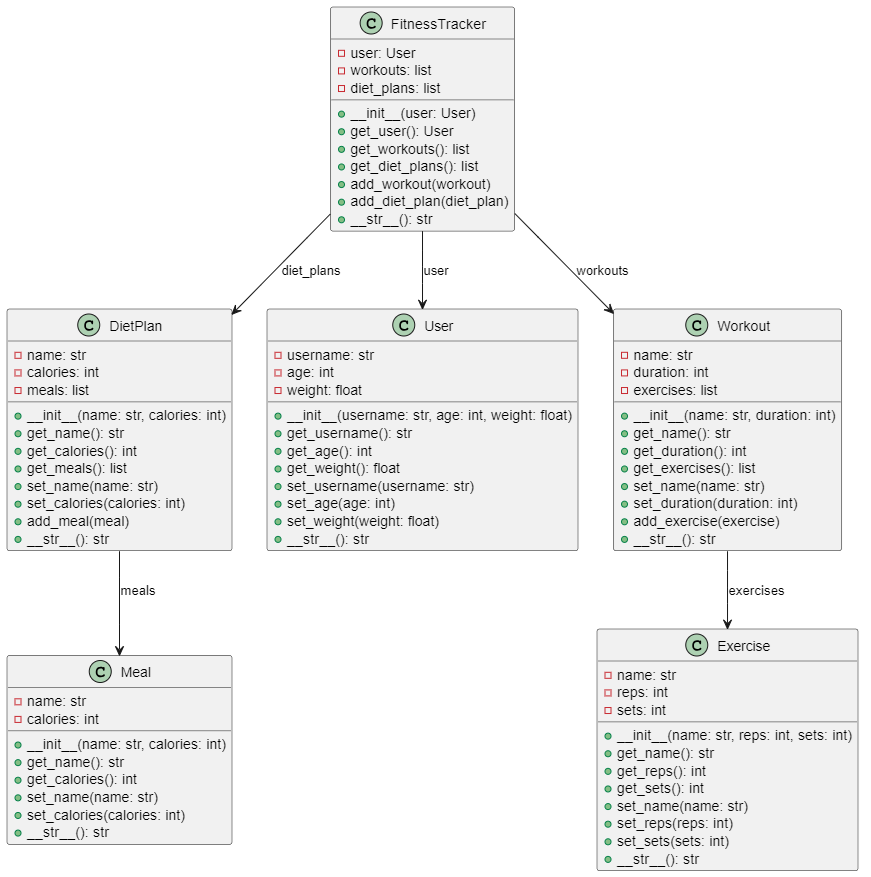 C FitnessTracker
user: User
workouts: list
diet_plans: list
__init__(user: User)
get_user(): User
get_workouts(): list
get_diet_plans(): list
add_workout(workout)
add_diet_plan(diet_plan)
__str__(): str
diet_plans
user
workouts
C DietPlan
name: str
calories: int
meals: list
__init__(name: str, calories: int)
get_name(): str
get_calories(): int
get_meals(): list
set_name(name: str)
set_calories(calories: int)
add_meal(meal)
__str__(): str
C User
username: str
age: int
weight: float
__init__(username: str, age: int, weight: float)
get_username(): str
get_age(): int
get_weight(): float
set_username(username: str)
set_age(age: int)
set_weight(weight: float)
__str__(): str
C Workout
name: str
duration: int
exercises: list
__init__(name: str, duration: int)
get_name(): str
get_duration(): int
get_exercises(): list
set_name(name: str)
set_duration(duration: int)
add_exercise(exercise)
__str__(): str
meals
exercises
C Meal
name: str
calories: int
__init__(name: str, calories: int)
get_name(): str
get_calories(): int
set_name(name: str)
set_calories(calories: int)
__str__(): str
C Exercise
name: str
reps: int
sets: int
__init__(name: str, reps: int, sets: int)
get_name(): str
get_reps(): int
get_sets(): int
set_name(name: str)
set_reps(reps: int)
set_sets(sets: int)
__str__(): str